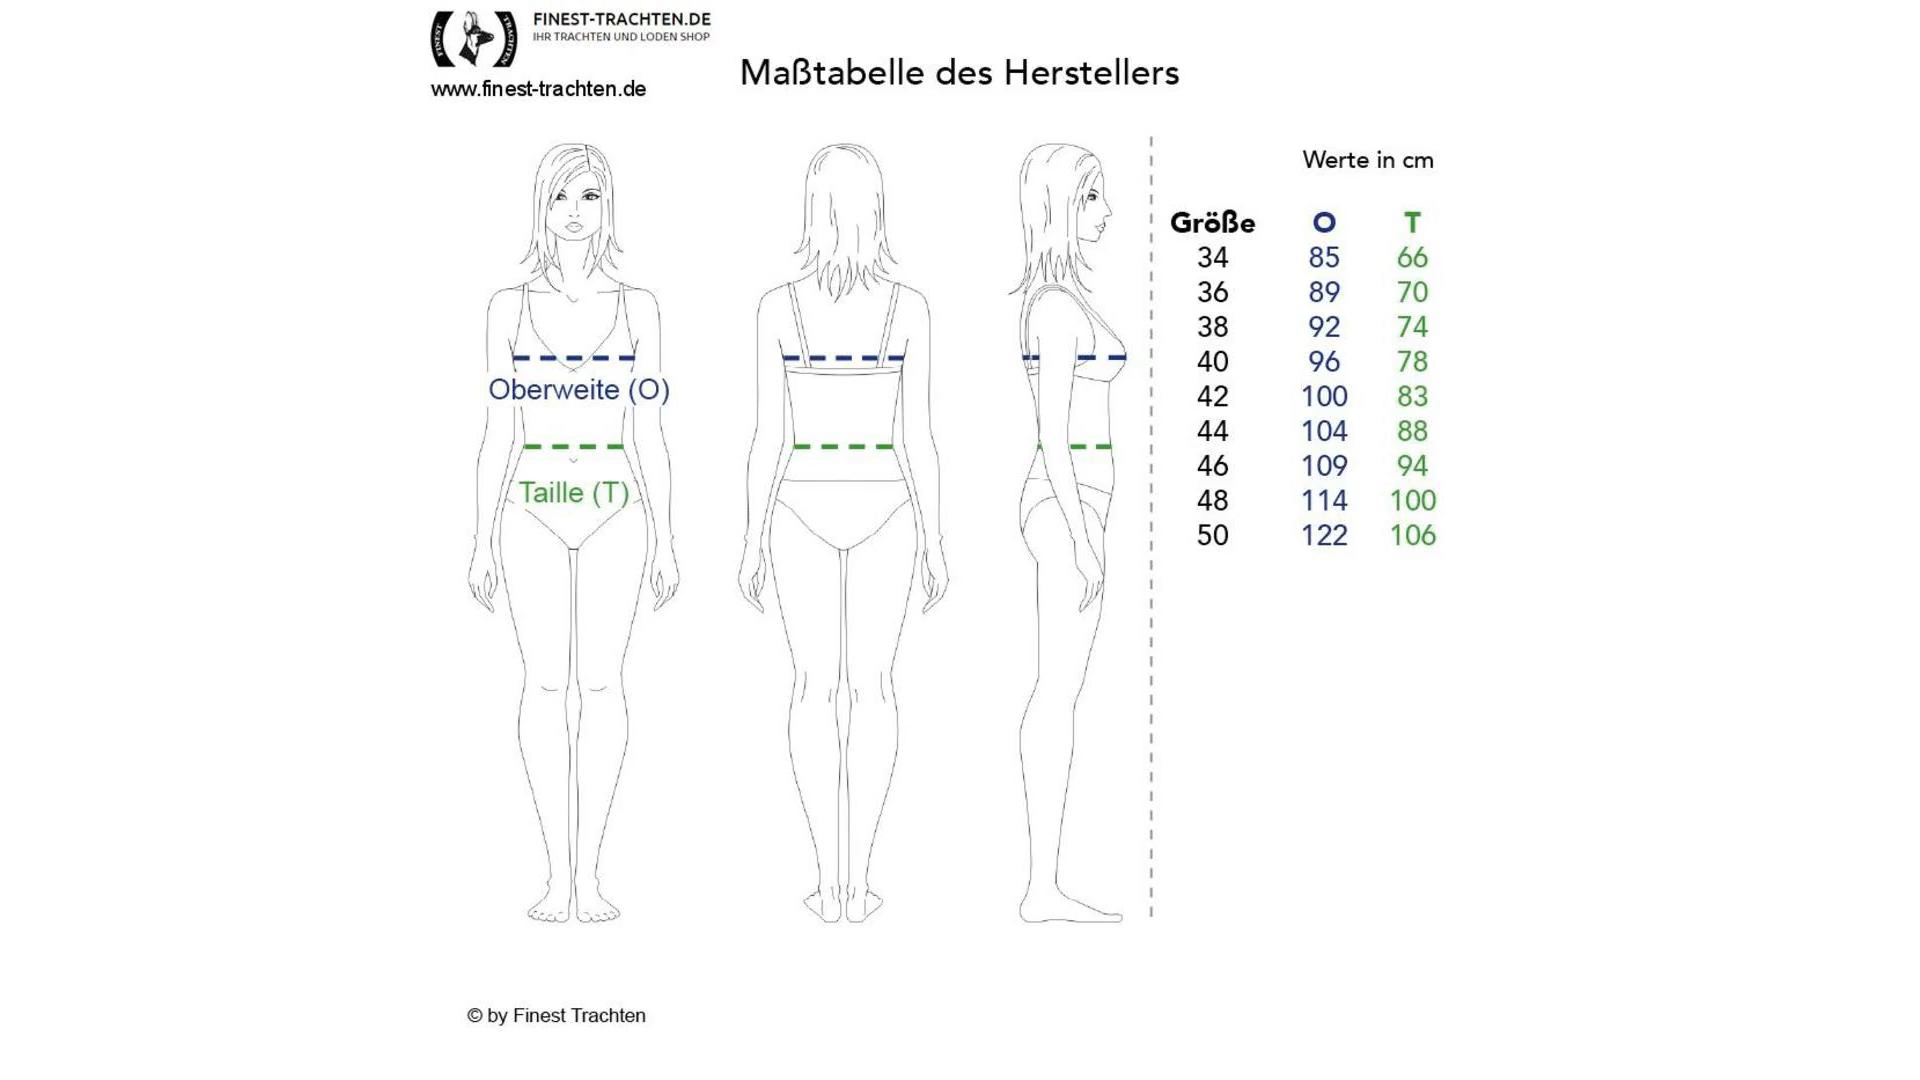 FINEST
TRACHTEN
FINEST-TRACHTEN.DE
IHR TRACHTEN UND LODEN SHOP
www.finest-trachten.de
Maßtabelle des Herstellers
Oberweite (O)
Taille (T)
Werte in cm
Größe O T
34 85 66
36 89 70
38 92 74
40 96 78
42 100 83
44 104 88
46 109 94
48 114 100
50 122 106
© by Finest Trachten